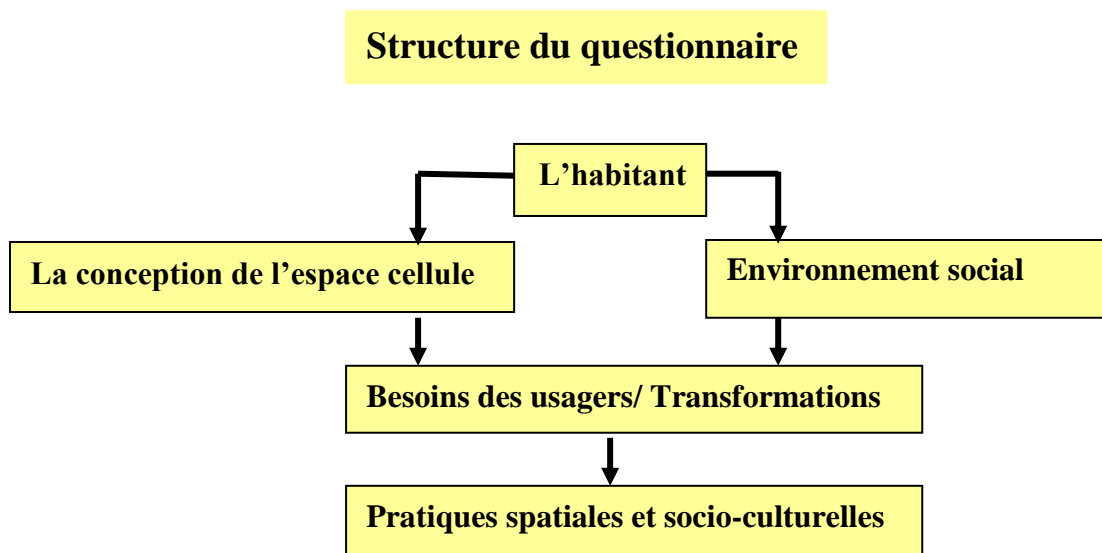 Structure du questionnaire
L’habitant
La conception de l’espace cellule
Environnement social
Besoins des usagers/ Transformations
Pratiques spatiales et socio-culturelles